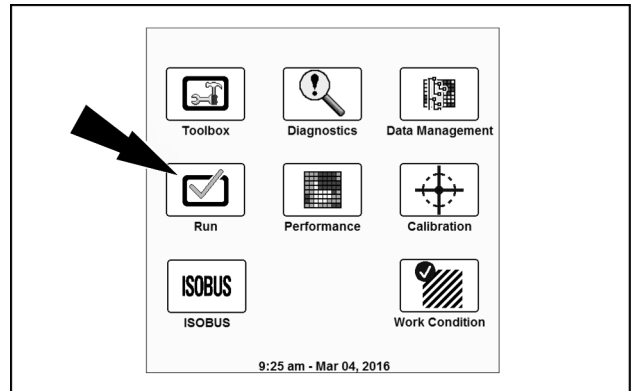 Toolbox
Diagnostics
Data Management
Run
Performance
Calibration
ISOBUS
ISOBUS
Work Condition
9:25 am - Mar 04, 2016